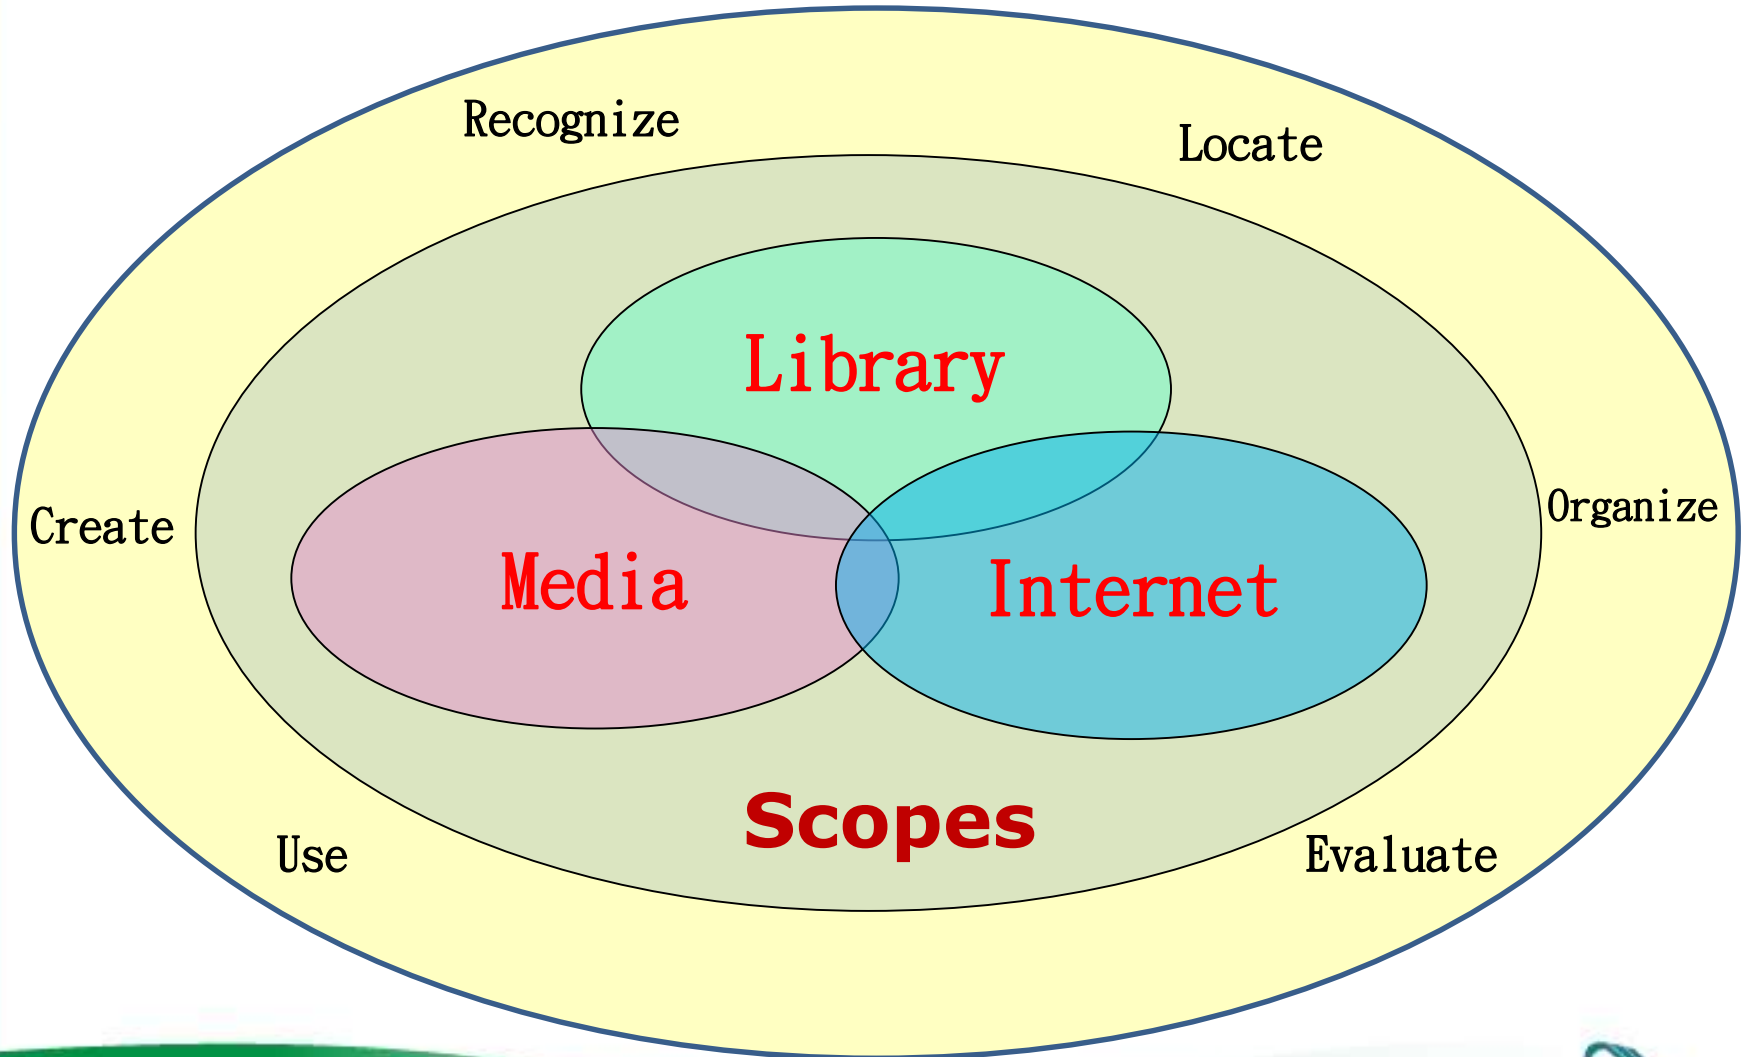 Recognize
Locate
Library
Create
Organize
Media
Internet
Scopes
Use
Evaluate